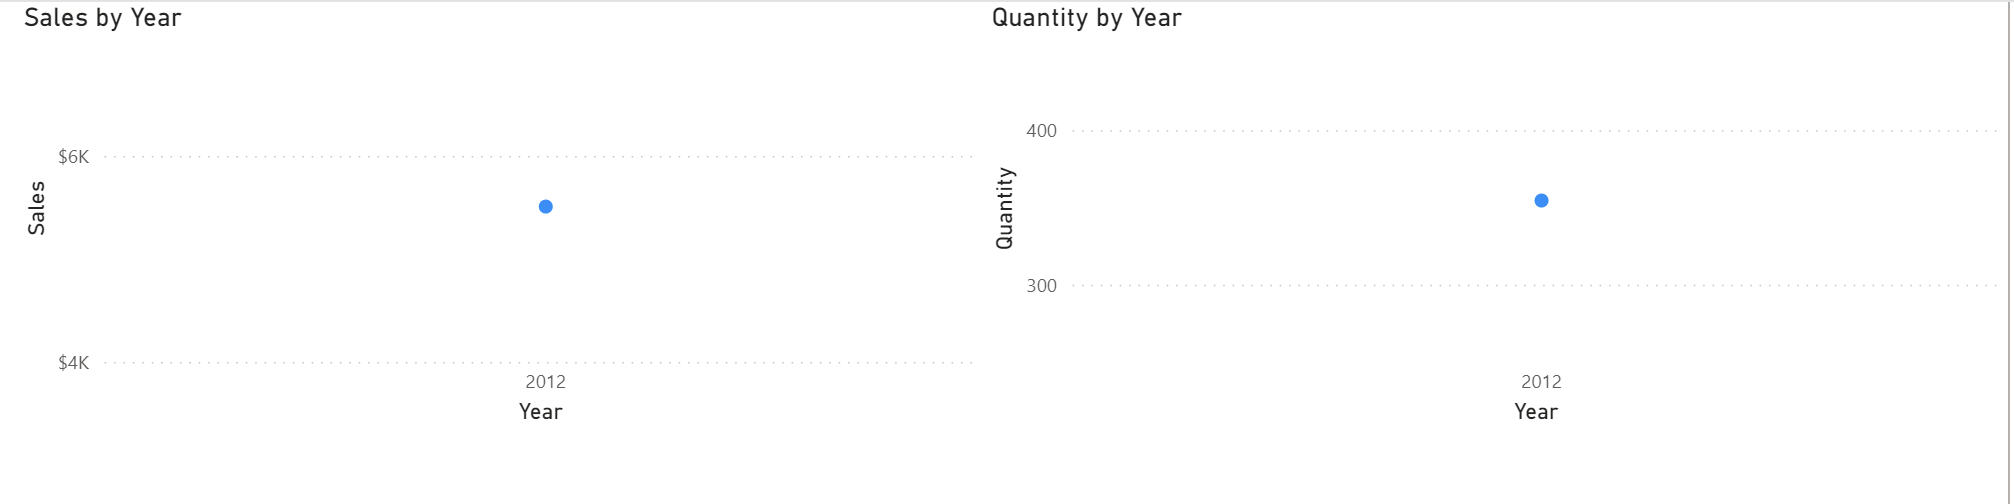 Sales by Year
$6K
Sales
$4K
2012
Year
Quantity by Year
400
Quantity
300
2012
Year